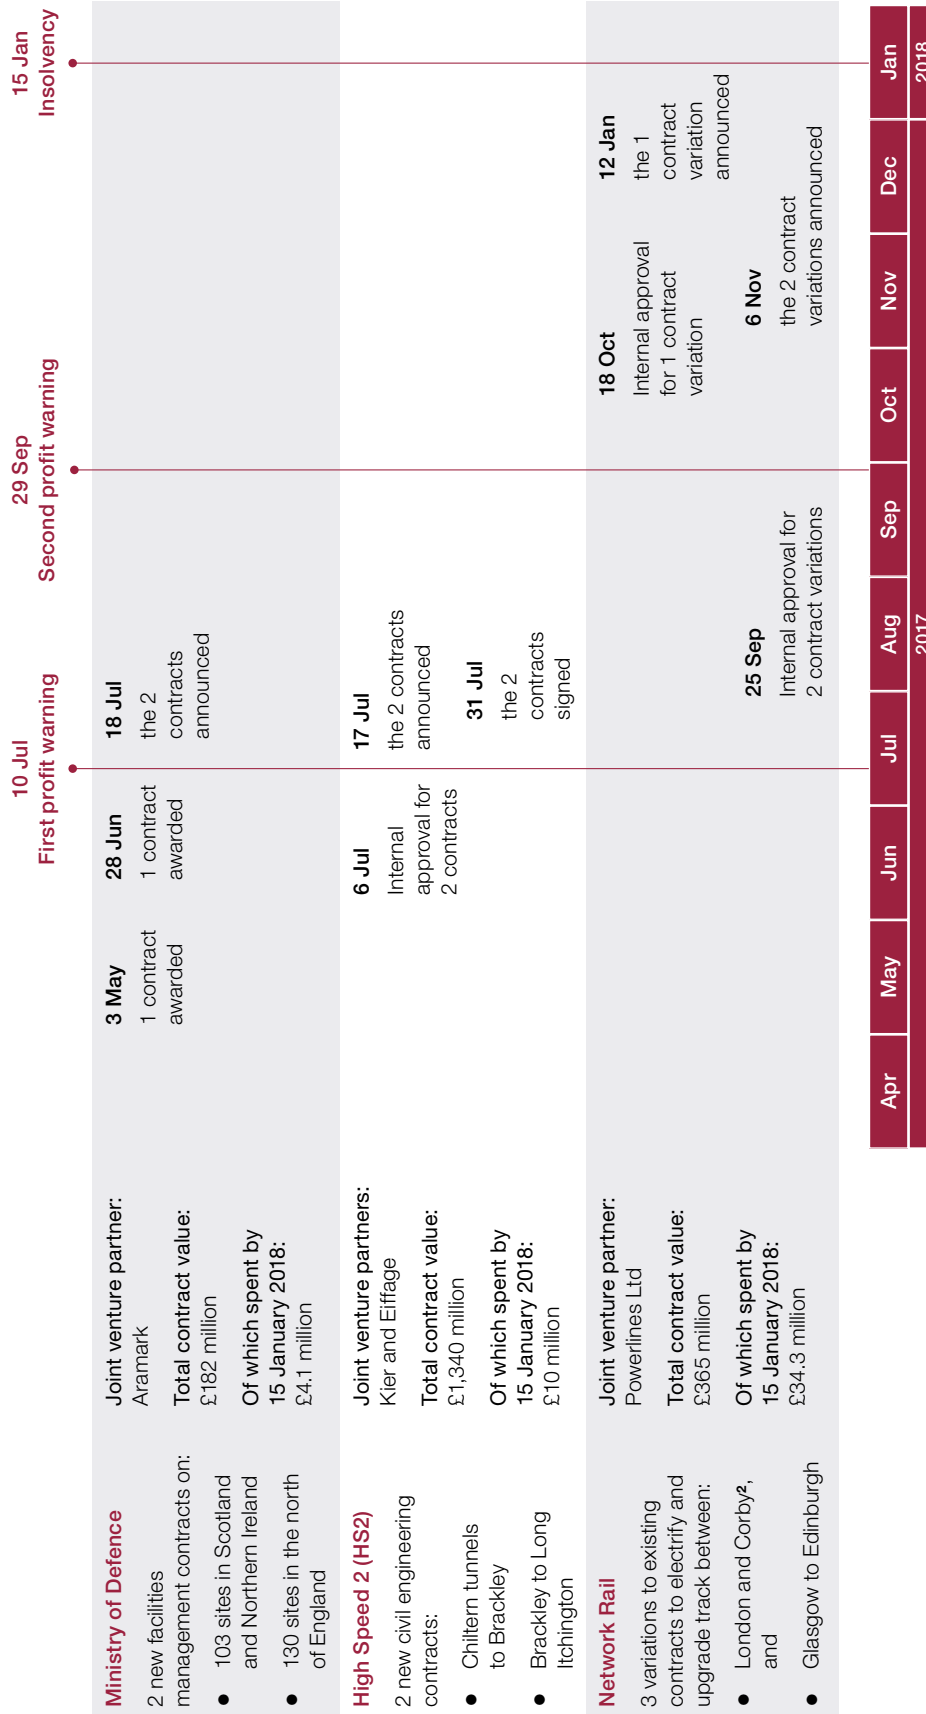 10 Jul
First profit warning
29 Sep
Second profit warning
15 Jan
Insolvency
Ministry of Defence
2 new facilities
management contracts on:
● 103 sites in Scotland
and Northern Ireland
● 130 sites in the north
of England
Joint venture partner:
Aramark
Total contract value:
£182 million
Of which spent by
15 January 2018:
£4.1 million
3 May
1 contract
awarded
28 Jun
1 contract
awarded
18 Jul
the 2
contracts
announced
High Speed 2 (HS2)
2 new civil engineering
contracts:
● Chiltern tunnels
to Brackley
● Brackley to Long
Itchington
Joint venture partners:
Kier and Eiffage
Total contract value:
£1,340 million
Of which spent by
15 January 2018:
£10 million
6 Jul
Internal
approval for
2 contracts
17 Jul
the 2 contracts
announced
31 Jul
the 2
contracts
signed
Network Rail
3 variations to existing
contracts to electrify and
upgrade track between:
● London and Corby²,
and
● Glasgow to Edinburgh
Joint venture partner:
Powerlines Ltd
Total contract value:
£365 million
Of which spent by
15 January 2018:
£34.3 million
25 Sep
Internal approval for
2 contract variations
18 Oct
Internal approval
for 1 contract
variation
6 Nov
the 2 contract
variations announced
12 Jan
the 1
contract
variation
announced
Apr May Jun Jul Aug Sep Oct Nov Dec Jan
2017 2018